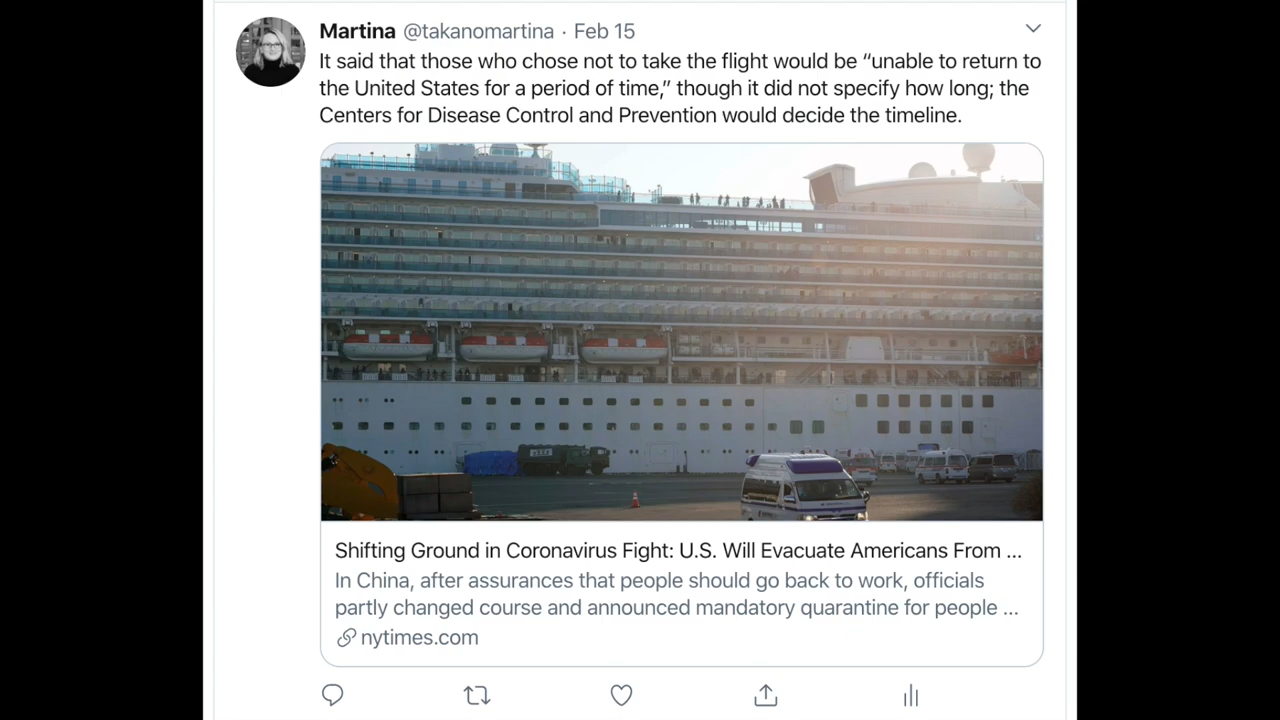 Martina @takanomartina · Feb 15
It said that those who chose not to take the flight would be “unable to return to
the United States for a period of time,” though it did not specify how long; the
Centers for Disease Control and Prevention would decide the timeline.
Shifting Ground in Coronavirus Fight: U.S. Will Evacuate Americans From ...
In China, after assurances that people should go back to work, officials
partly changed course and announced mandatory quarantine for people ...
nytimes.com